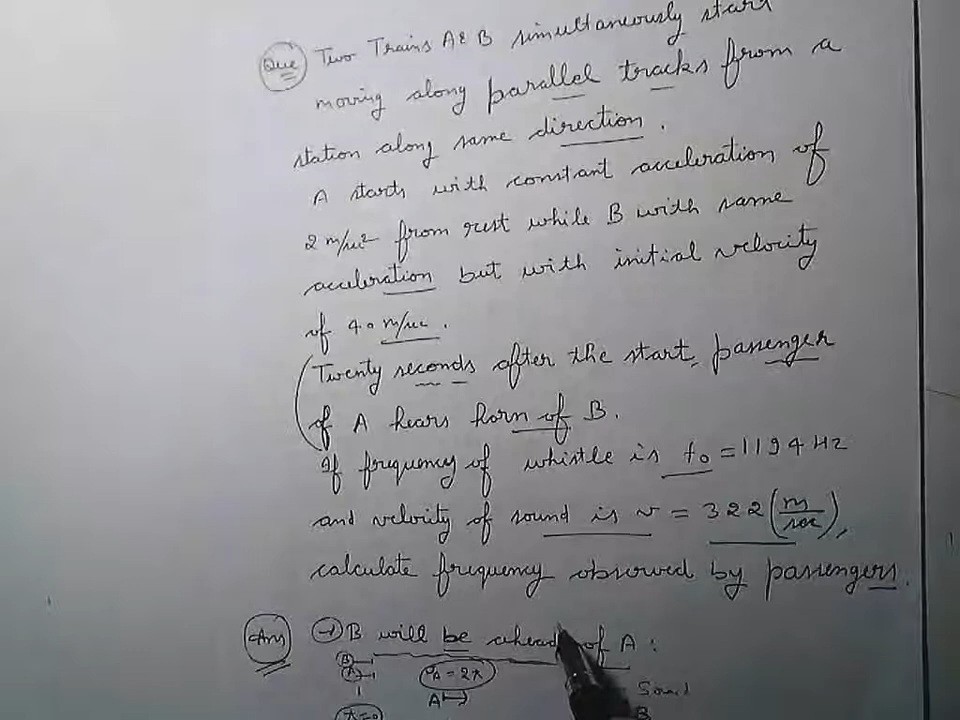 Que Two Trains A & B simultaneously start
moving along parallel tracks from a
station along same direction.
A starts with constant acceleration of
2 m/s² from rest while B with same
acceleration but with initial velocity
of 40 m/sec.
(Twenty seconds after the start, passenger
of A hears horn of B.
If frequency of whistle is f₀ = 1194 Hz
and velocity of sound is v = 322 (m/sec),
calculate frequency observed by passengers.
Ans → B will be ahead of A:
B
A
t=0
A
B